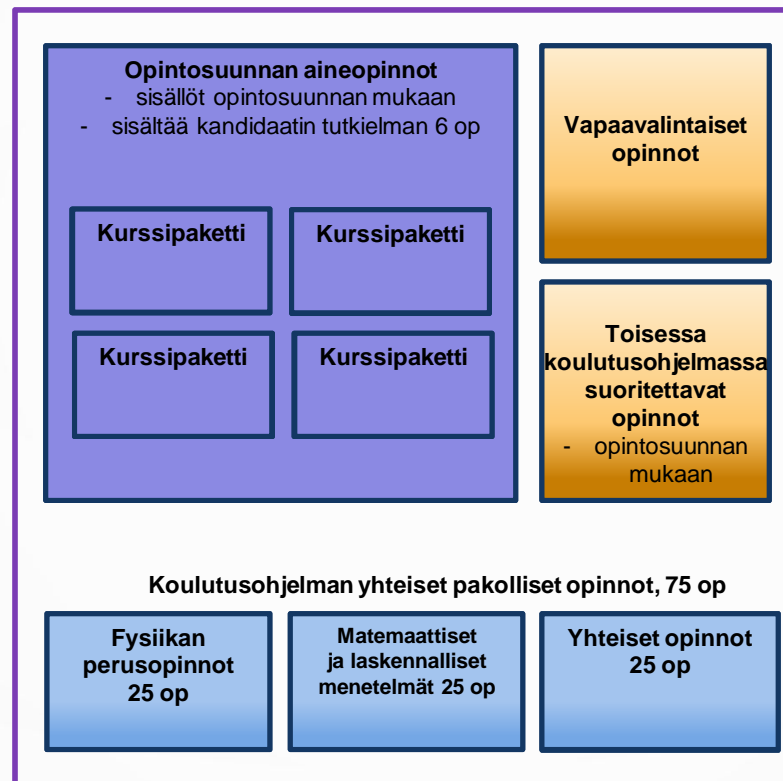 Opintosuunnan aineopinnot
- sisällöt opintosuunnan mukaan
- sisältää kandidaatin tutkielman 6 op
Kurssipaketti
Kurssipaketti
Kurssipaketti
Kurssipaketti
Vapaavalintaiset
opinnot
Toisessa
koulutusohjelmassa
suoritettavat
opinnot
- opintosuunnan
mukaan
Koulutusohjelman yhteiset pakolliset opinnot, 75 op
Fysiikan
perusopinnot
25 op
Matemaattiset
ja laskennalliset
menetelmät 25 op
Yhteiset opinnot
25 op